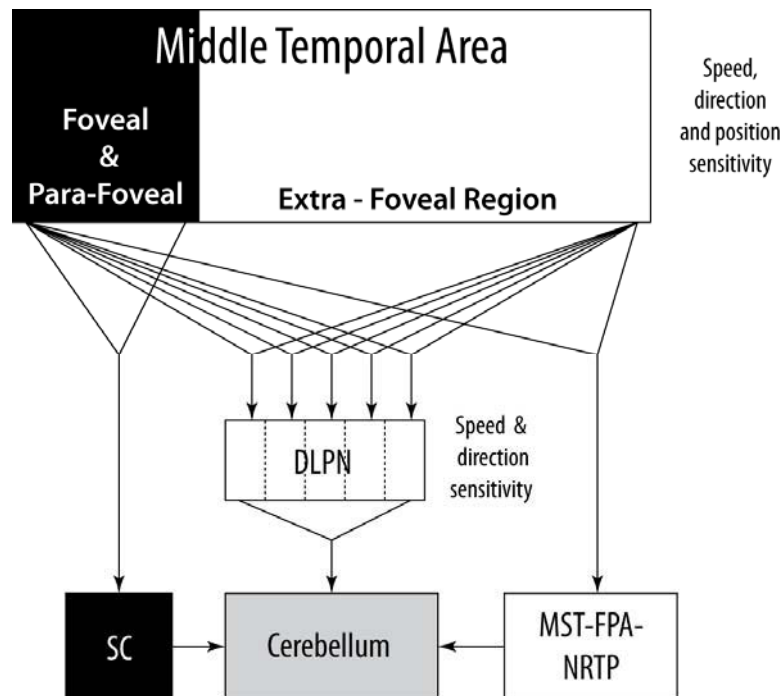 Middle Temporal Area
Foveal
&
Para-Foveal
Extra - Foveal Region
Speed,
direction
and position
sensitivity
DLPN
Speed &
direction
sensitivity
SC
Cerebellum
MST-FPA-
NRTP